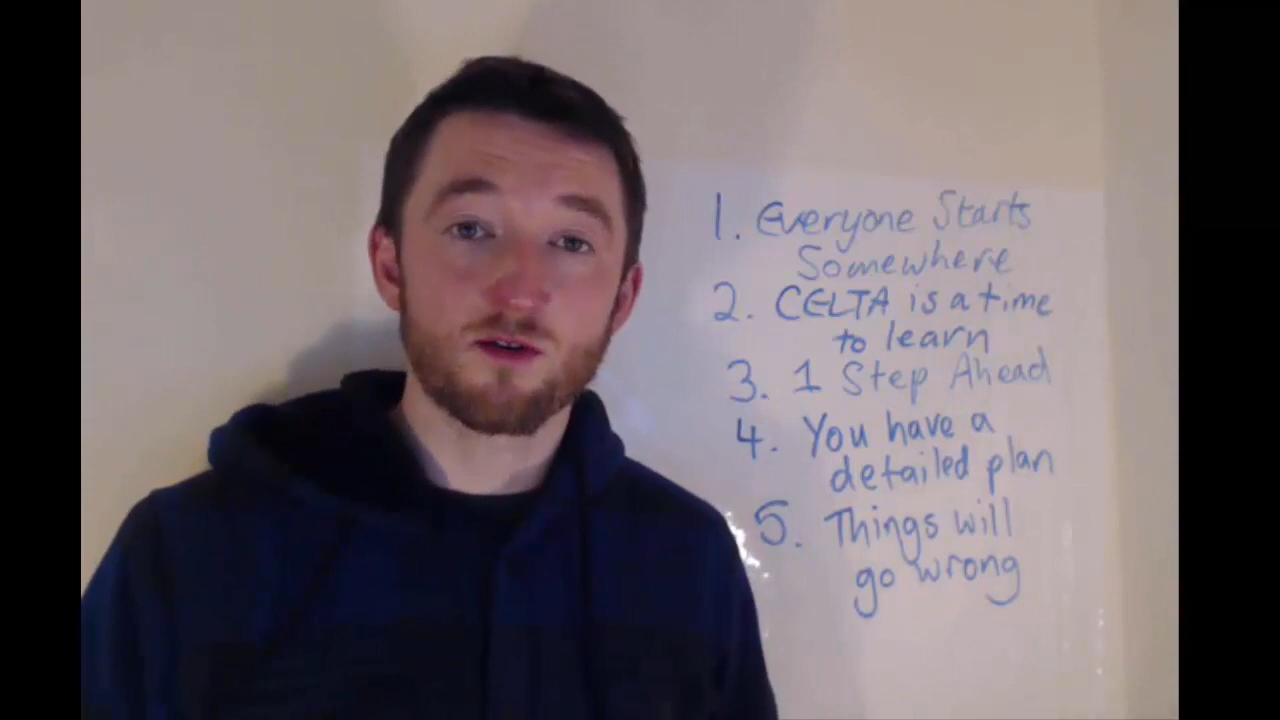 1. Everyone Starts
Somewhere
2. CELTA is a time
to learn
3. 1 Step Ahead
4. You have a
detailed plan
5. Things will
go wrong